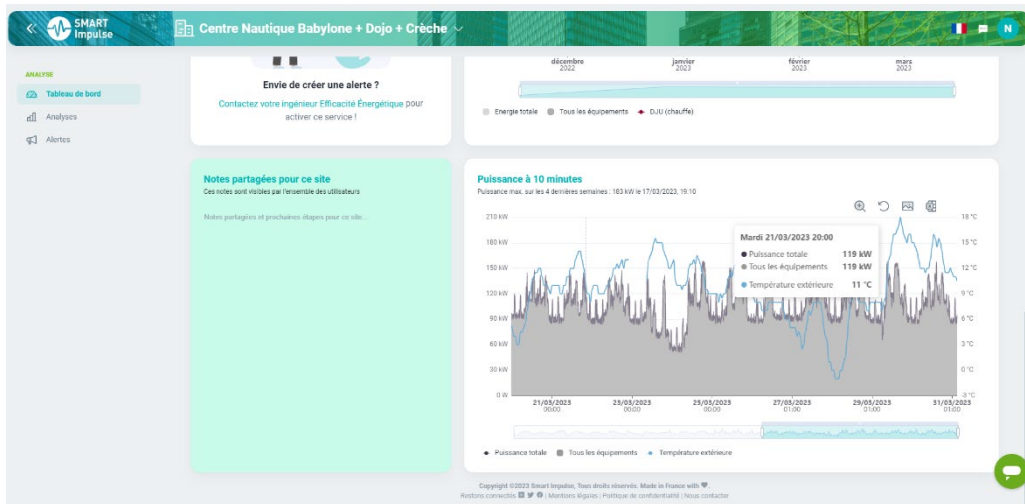 SMART
Impulse
Centre Nautique Babylone + Dojo + Crèche
N
ANALYSE
Tableau de bord
Analyses
Alertes
Envie de créer une alerte ?
Contactez votre ingénieur Efficacité Énergétique pour
activer ce service !
décembre
2022
janvier
2023
février
2023
mars
2023
Energie totale
Tous les équipements
DJU (chauffe)
Notes partagées pour ce site
Ces notes sont visibles par l'ensemble des utilisateurs
Notes partagées et prochaines étapes pour ce site...
Puissance à 10 minutes
Puissance max. sur les 4 dernières semaines : 163 kW le 17/03/2023, 19:10
210 kW
180 kW
150 kW
120 kW
90 kW
60 kW
30 kW
0 W
18 °C
15 °C
12 °C
9 °C
6 °C
3 °C
0 °C
-3 °C
Mardi 21/03/2023 20:00
Puissance totale 119 kW
Tous les équipements 119 kW
Température extérieure 11 °C
21/03/2023
00:00
23/03/2023
00:00
25/03/2023
00:00
27/03/2023
01:00
29/03/2023
01:00
31/03/2023
01:00
Puissance totale
Tous les équipements
Température extérieure
Copyright ©2023 Smart Impulse, Tous droits réservés. Made in France with
Restons connectés | Mentions légales | Politique de confidentialité | Nous contacter